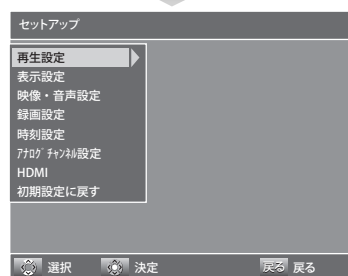 セットアップ
再生設定
表示設定
映像・音声設定
録画設定
時刻設定
ｱﾅﾛｸﾞﾁｬﾝﾈﾙ設定
HDMI
初期設定に戻す
選択 決定 戻る 戻る